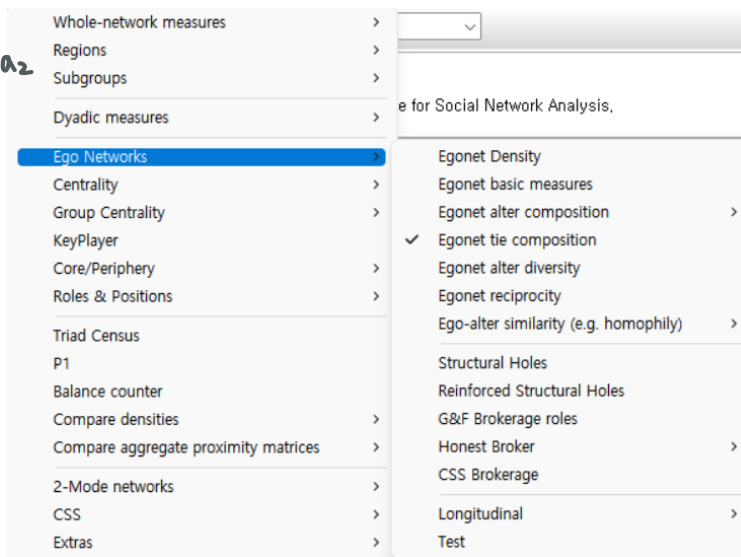 Whole-network measures
Regions
a2
Subgroups
Dyadic measures
Ego Networks
Centrality
Group Centrality
KeyPlayer
Core/Periphery
Roles & Positions
Triad Census
P1
Balance counter
Compare densities
Compare aggregate proximity matrices
2-Mode networks
CSS
Extras
e for Social Network Analysis,
Egonet Density
Egonet basic measures
Egonet alter composition
Egonet tie composition
Egonet alter diversity
Egonet reciprocity
Ego-alter similarity (e.g. homophily)
Structural Holes
Reinforced Structural Holes
G&F Brokerage roles
Honest Broker
CSS Brokerage
Longitudinal
Test